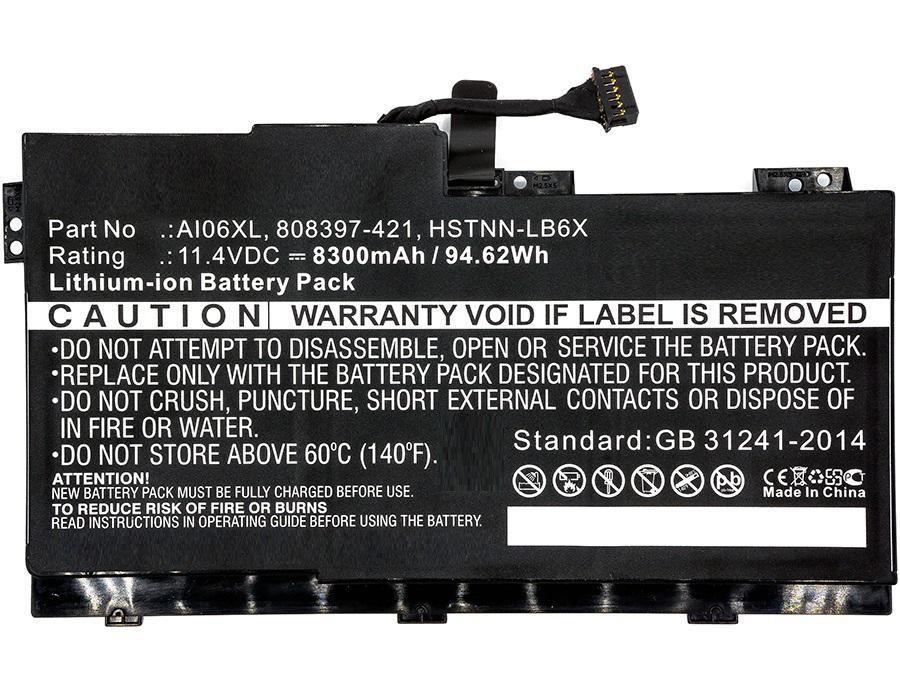 Part No .:AI06XL, 808397-421, HSTNN-LB6X
Rating .: 11.4VDC ⎓ 8300mAh / 94.62Wh
Lithium-ion Battery Pack
CAUTION WARRANTY VOID IF LABEL IS REMOVED
•DO NOT ATTEMPT TO DISASSEMBLE, OPEN OR SERVICE THE BATTERY PACK.
•REPLACE ONLY WITH THE BATTERY PACK DESIGNATED FOR THIS PRODUCT.
•DO NOT CRUSH, PUNCTURE, SHORT EXTERNAL CONTACTS OR DISPOSE OF
IN FIRE OR WATER.
•DO NOT STORE ABOVE 60ºC (140ºF).
Standard:GB 31241-2014
ATTENTION!
NEW BATTERY PACK MUST BE FULLY CHARGED BEFORE USE.
TO REDUCE RISK OF FIRE OR BURNS
READ INSTRUCTIONS IN OPERATING GUIDE BEFORE USING THE BATTERY.
Pb
CE
Made In China